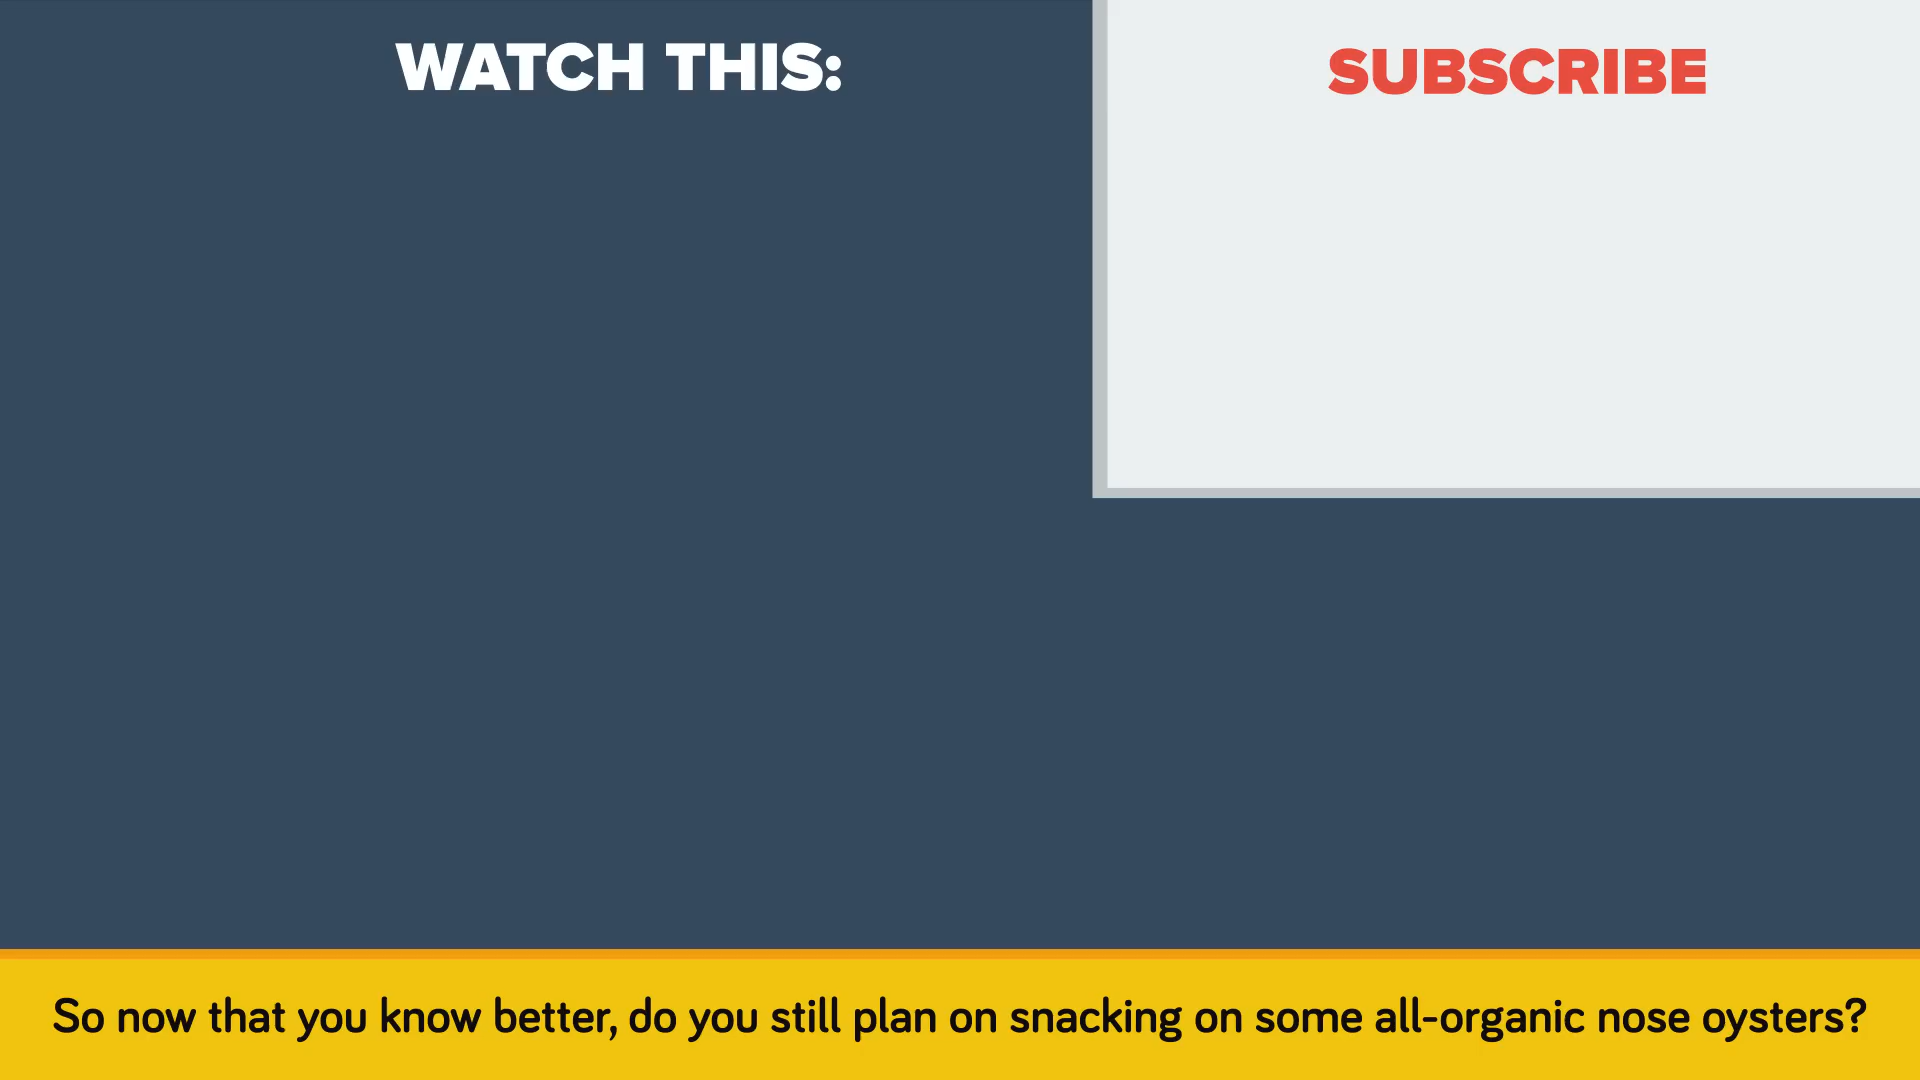 WATCH THIS:
SUBSCRIBE
So now that you know better, do you still plan on snacking on some all-organic nose oysters?